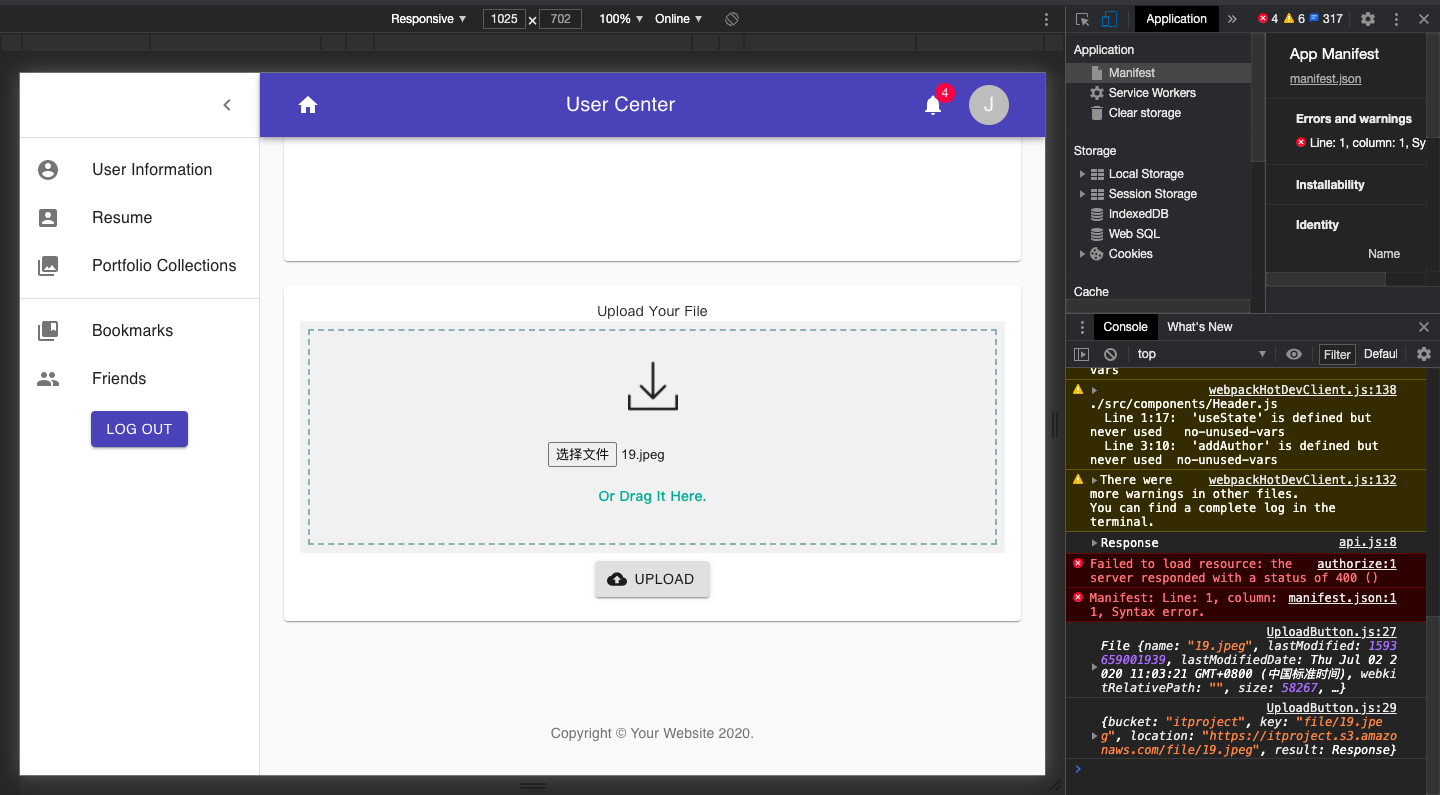 Responsive ▼ 1025 × 702 100% ▼ Online ▼
Application » 4 6 317
User Center
4
J
User Information
Resume
Portfolio Collections
Bookmarks
Friends
LOG OUT
Upload Your File
选择文件 19.jpeg
Or Drag It Here.
UPLOAD
Copyright © Your Website 2020.
Application
Manifest
Service Workers
Clear storage
Storage
Local Storage
Session Storage
IndexedDB
Web SQL
Cookies
Cache
App Manifest
manifest.json
Errors and warnings
Line: 1, column: 1, Sy
Installability
Identity
Name
Console What's New
top ▼ Filter Defaul
vars
webpackHotDevClient.js:138
./src/components/Header.js
Line 1:17: 'useState' is defined but
never used no-unused-vars
Line 3:10: 'addAuthor' is defined but
never used no-unused-vars
There were webpackHotDevClient.js:132
more warnings in other files.
You can find a complete log in the
terminal.
Response api.js:8
Failed to load resource: the authorize:1
server responded with a status of 400 ()
Manifest: Line: 1, column: manifest.json:1
1, Syntax error.
UploadButton.js:27
File {name: "19.jpeg", lastModified: 1593
659001939, lastModifiedDate: Thu Jul 02 2
020 11:03:21 GMT+0800 (中国标准时间), webki
tRelativePath: "", size: 58267, …}
UploadButton.js:29
{bucket: "itproject", key: "file/19.jpe
g", location: "https://itproject.s3.amazo
naws.com/file/19.jpeg", result: Response}